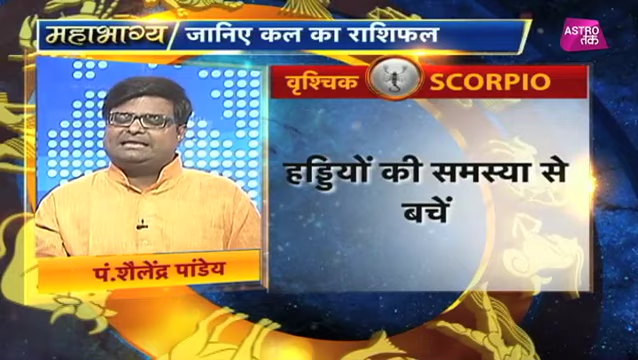 महाभाग्य जानिए कल का राशिफल
ASTRO
तक
वृश्चिक SCORPIO
हड्डियों की समस्या से
बचें
पं.शैलेंद्र पांडेय